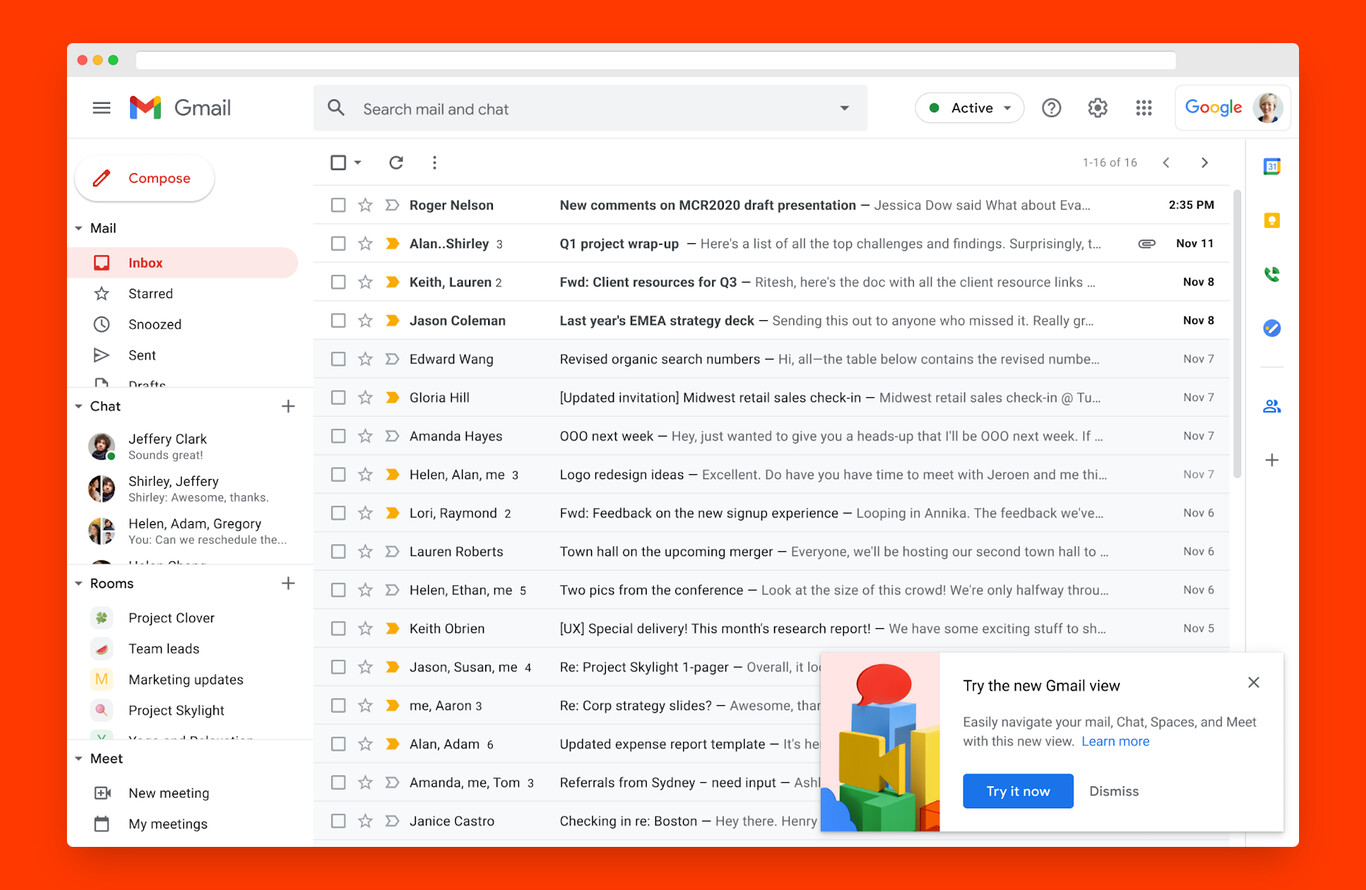 Gmail
Search mail and chat
Active
Google
Compose
1-16 of 16
31
Mail
Inbox
Starred
Snoozed
Sent
Drafts
Chat
Jeffery Clark
Sounds great!
Shirley, Jeffery
Shirley: Awesome, thanks.
Helen, Adam, Gregory
You: Can we reschedule the...
Rooms
Project Clover
Team leads
M Marketing updates
Project Skylight
Y Yoga and Relaxation
Meet
New meeting
My meetings
Roger Nelson New comments on MCR2020 draft presentation — Jessica Dow said What about Eva... 2:35 PM
Alan..Shirley 3 Q1 project wrap-up — Here's a list of all the top challenges and findings. Surprisingly, t... Nov 11
Keith, Lauren 2 Fwd: Client resources for Q3 — Ritesh, here's the doc with all the client resource links ... Nov 8
Jason Coleman Last year's EMEA strategy deck — Sending this out to anyone who missed it. Really gr... Nov 8
Edward Wang Revised organic search numbers — Hi, all—the table below contains the revised numbe... Nov 7
Gloria Hill [Updated invitation] Midwest retail sales check-in — Midwest retail sales check-in @ Tu... Nov 7
Amanda Hayes OOO next week — Hey, just wanted to give you a heads-up that I'll be OOO next week. If ... Nov 7
Helen, Alan, me 3 Logo redesign ideas — Excellent. Do have you have time to meet with Jeroen and me thi... Nov 7
Lori, Raymond 2 Fwd: Feedback on the new signup experience — Looping in Annika. The feedback we've... Nov 6
Lauren Roberts Town hall on the upcoming merger — Everyone, we'll be hosting our second town hall to ... Nov 6
Helen, Ethan, me 5 Two pics from the conference — Look at the size of this crowd! We're only halfway throu... Nov 6
Keith Obrien [UX] Special delivery! This month's research report! — We have some exciting stuff to sh... Nov 5
Jason, Susan, me 4 Re: Project Skylight 1-pager — Overall, it
me, Aaron 3 Re: Corp strategy slides? — Awesome,
Alan, Adam 6 Updated expense report template — It's
Amanda, me, Tom 3 Referrals from Sydney – need input —
Janice Castro Checking in re: Boston — Hey there. Henry
Try the new Gmail view
Easily navigate your mail, Chat, Spaces, and Meet
with this new view. Learn more
Try it now
Dismiss